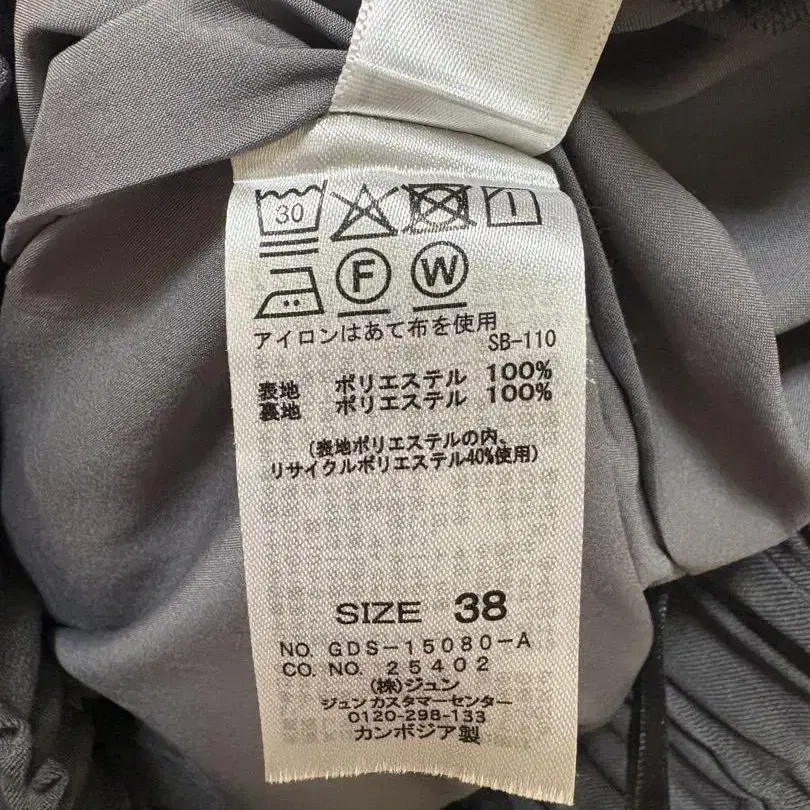 30
F W
アイロンはあて布を使用
SB-110
表地 ポリエステル 100%
裏地 ポリエステル 100%
(表地ポリエステルの内、
リサイクルポリエステル40%使用)
SIZE 38
NO. GDS-15080-A
CO. NO. 25402
(株)ジュン
ジュン カスタマーセンター
0120-298-133
カンボジア製